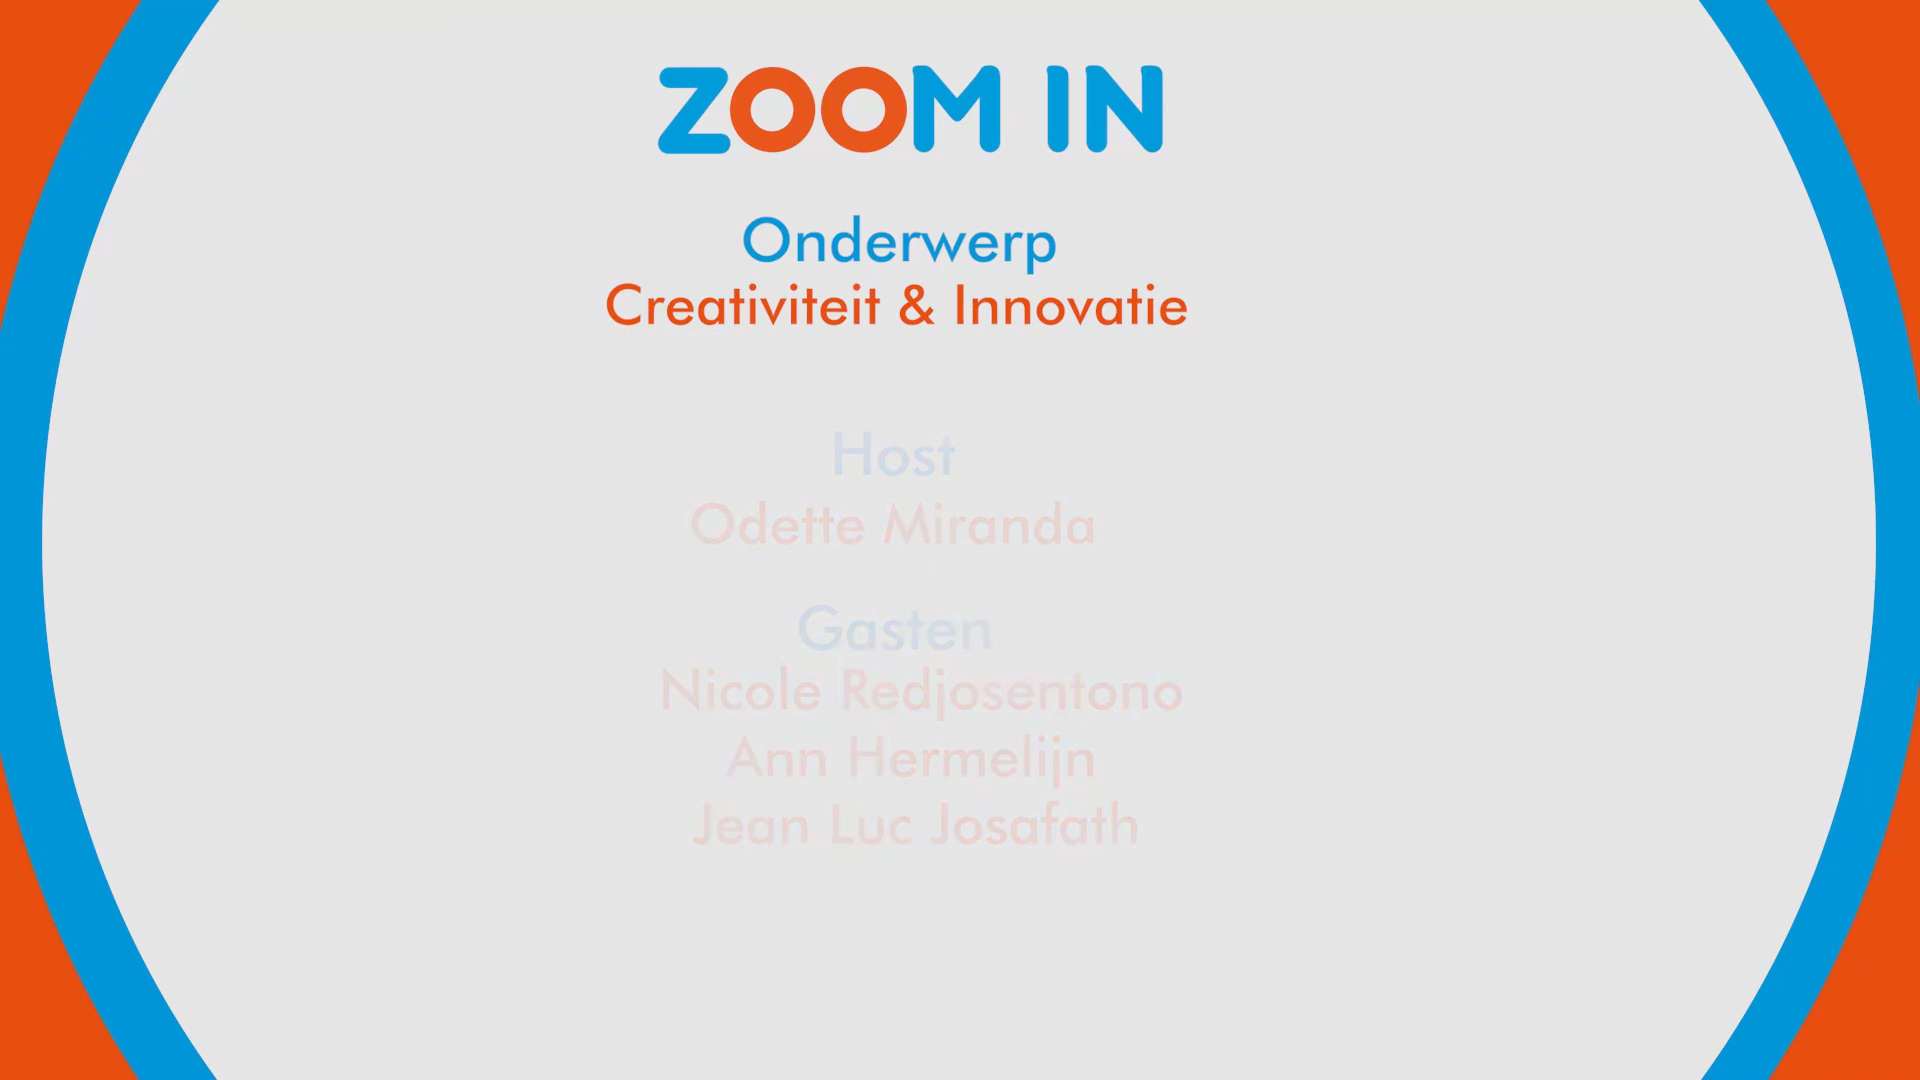 ZOOM IN
Onderwerp
Creativiteit & Innovatie
Host
Odette Miranda
Gasten
Nicole Redjosentono
Ann Hermelijn
Jean Luc Josafath